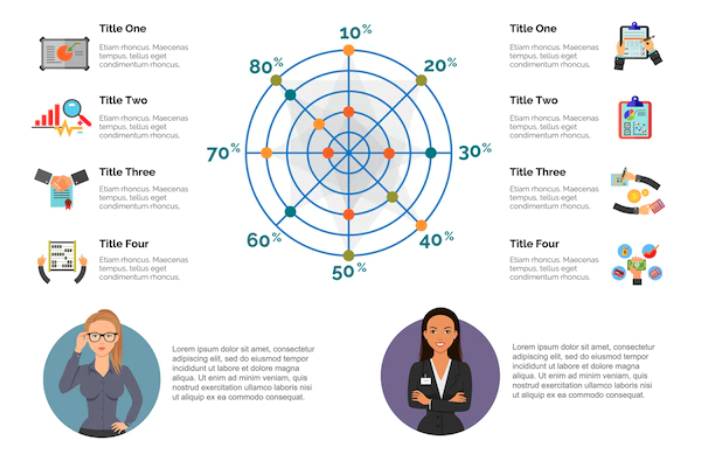 Title One
Etiam rhoncus. Maecenas
tempus, tellus eget
condimentum rhoncus,
Title Two
Etiam rhoncus. Maecenas
tempus, tellus eget
condimentum rhoncus,
Title Three
Etiam rhoncus. Maecenas
tempus, tellus eget
condimentum rhoncus,
Title Four
Etiam rhoncus. Maecenas
tempus, tellus eget
condimentum rhoncus,
10%
20%
30%
40%
50%
60%
70%
80%
Title One
Etiam rhoncus. Maecenas
tempus, tellus eget
condimentum rhoncus,
Title Two
Etiam rhoncus. Maecenas
tempus, tellus eget
condimentum rhoncus,
Title Three
Etiam rhoncus. Maecenas
tempus, tellus eget
condimentum rhoncus,
Title Four
Etiam rhoncus. Maecenas
tempus, tellus eget
condimentum rhoncus,
Lorem ipsum dolor sit amet, consectetur
adipiscing elit, sed do eiusmod tempor
incididunt ut labore et dolore magna
aliqua. Ut enim ad minim veniam, quis
nostrud exercitation ullamco laboris nisi
ut aliquip ex ea commodo consequat.
Lorem ipsum dolor sit amet, consectetur
adipiscing elit, sed do eiusmod tempor
incididunt ut labore et dolore magna
aliqua. Ut enim ad minim veniam, quis
nostrud exercitation ullamco laboris nisi
ut aliquip ex ea commodo consequat.